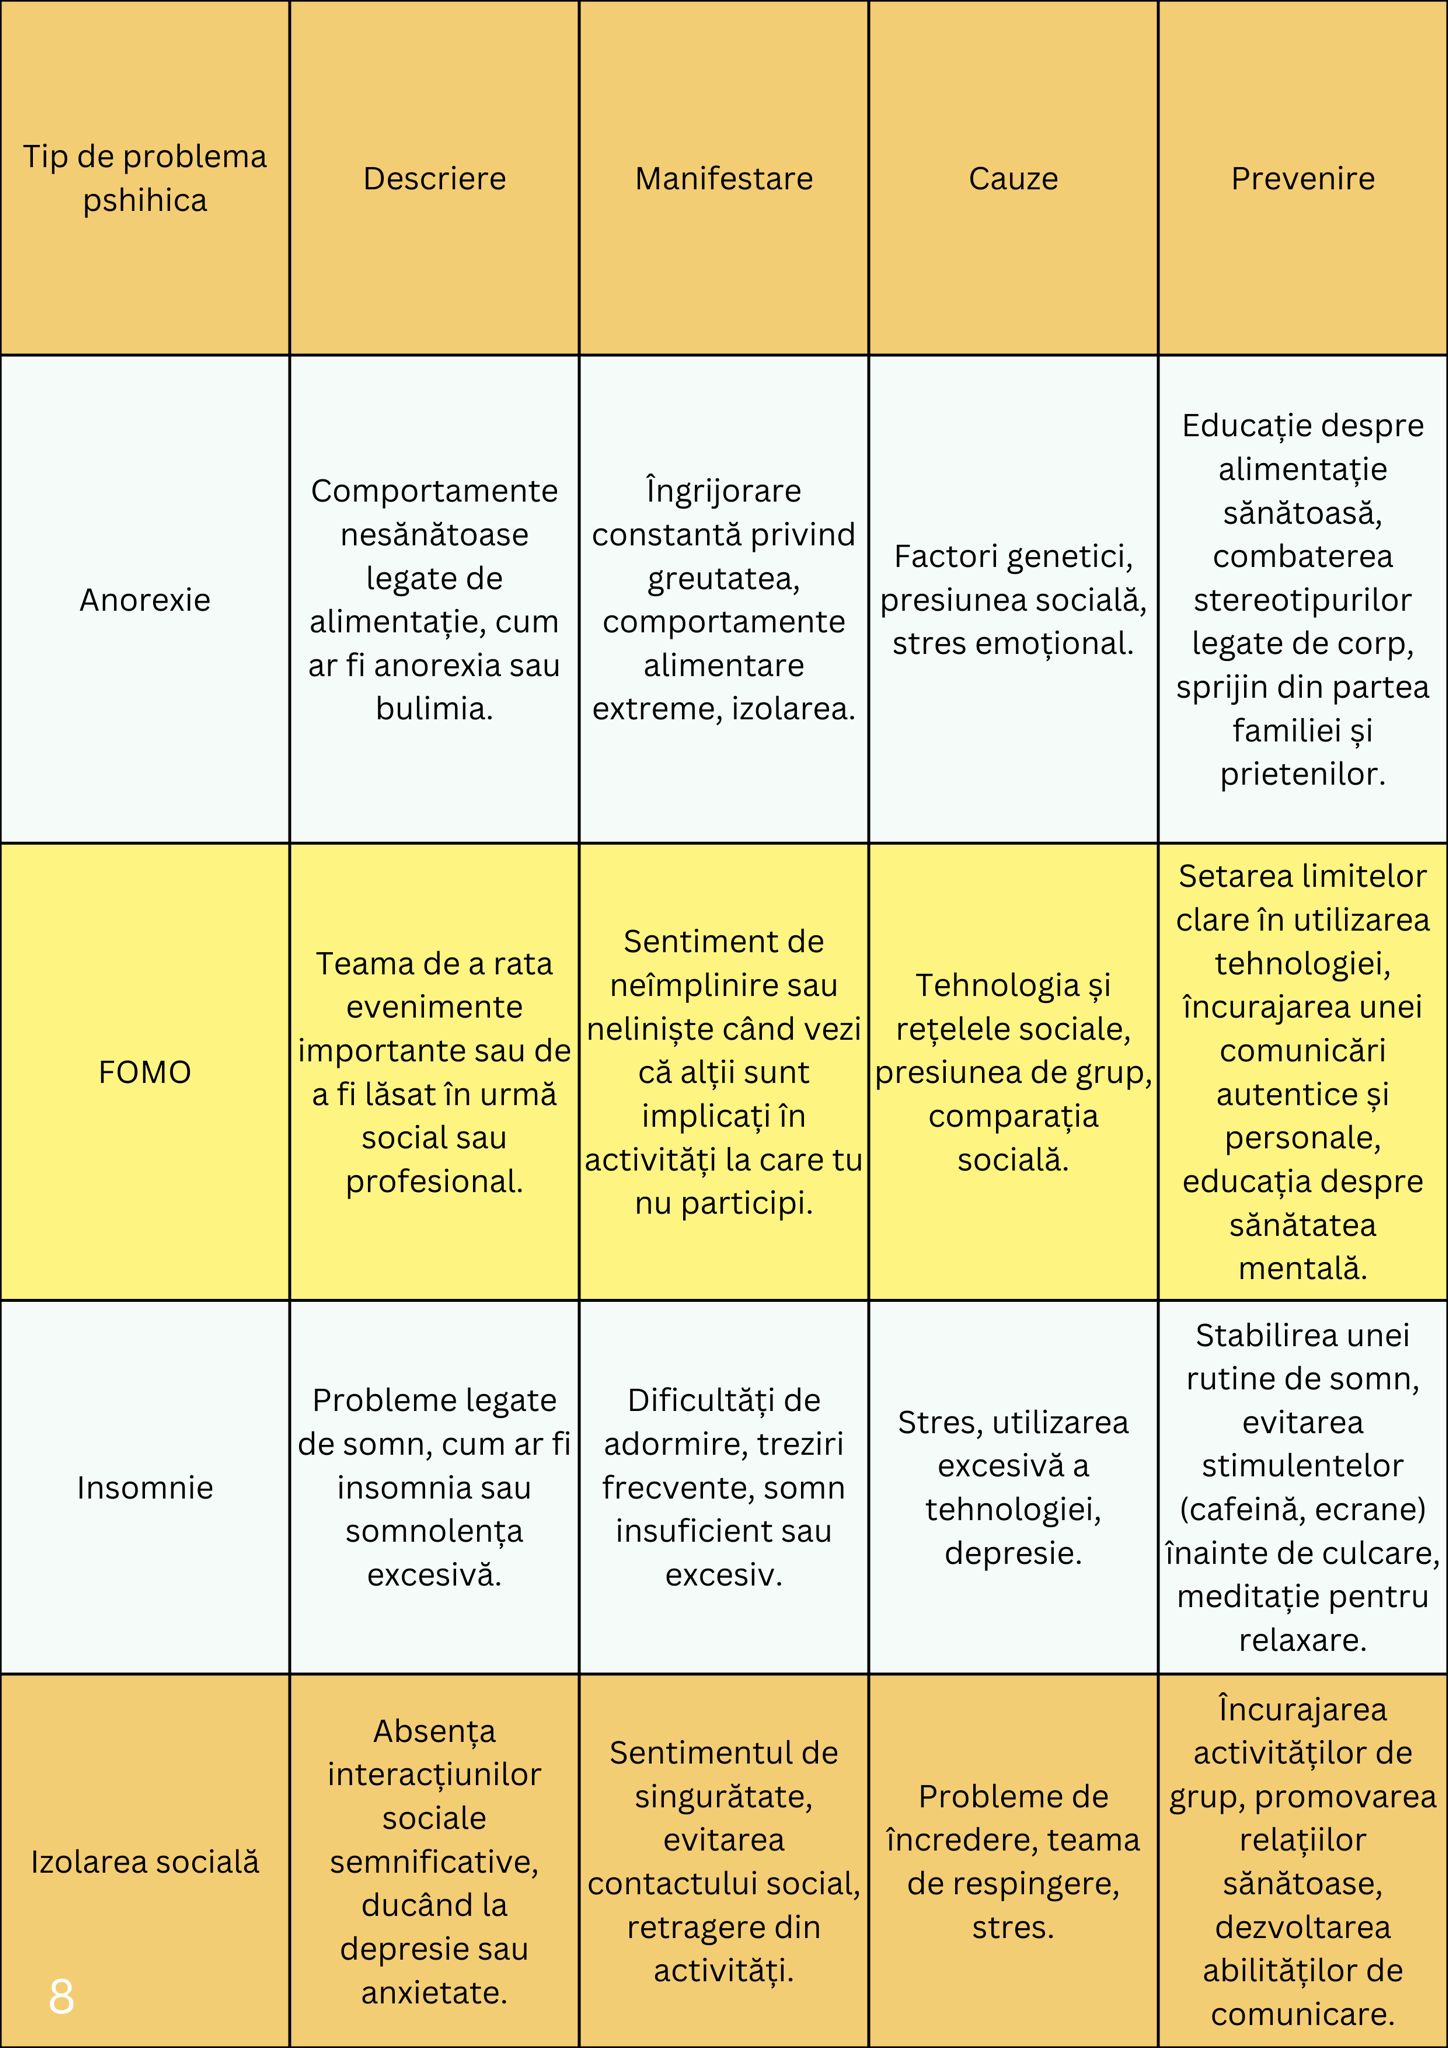 Tip de problema
pshihica
Descriere
Manifestare
Cauze
Prevenire
Anorexie
Comportamente
nesănătoase
legate de
alimentație, cum
ar fi anorexia sau
bulimia.
Îngrijorare
constantă privind
greutatea,
comportamente
alimentare
extreme, izolarea.
Factori genetici,
presiunea socială,
stres emoțional.
Educație despre
alimentație
sănătoasă,
combaterea
stereotipurilor
legate de corp,
sprijin din partea
familiei și
prietenilor.
FOMO
Teama de a rata
evenimente
importante sau de
a fi lăsat în urmă
social sau
profesional.
Sentiment de
neîmplinire sau
neliniște când vezi
că alții sunt
implicați în
activități la care tu
nu participi.
Tehnologia și
rețelele sociale,
presiunea de grup,
comparația
socială.
Setarea limitelor
clare în utilizarea
tehnologiei,
încurajarea unei
comunicări
autentice și
personale,
educația despre
sănătatea
mentală.
Insomnie
Probleme legate
de somn, cum ar fi
insomnia sau
somnolența
excesivă.
Dificultăți de
adormire, treziri
frecvente, somn
insuficient sau
excesiv.
Stres, utilizarea
excesivă a
tehnologiei,
depresie.
Stabilirea unei
rutine de somn,
evitarea
stimulentelor
(cafeină, ecrane)
înainte de culcare,
meditație pentru
relaxare.
Izolarea socială
Absența
interacțiunilor
sociale
semnificative,
ducând la
depresie sau
anxietate.
Sentimentul de
singurătate,
evitarea
contactului social,
retragere din
activități.
Probleme de
încredere, teama
de respingere,
stres.
Încurajarea
activităților de
grup, promovarea
relațiilor
sănătoase,
dezvoltarea
abilităților de
comunicare.
8